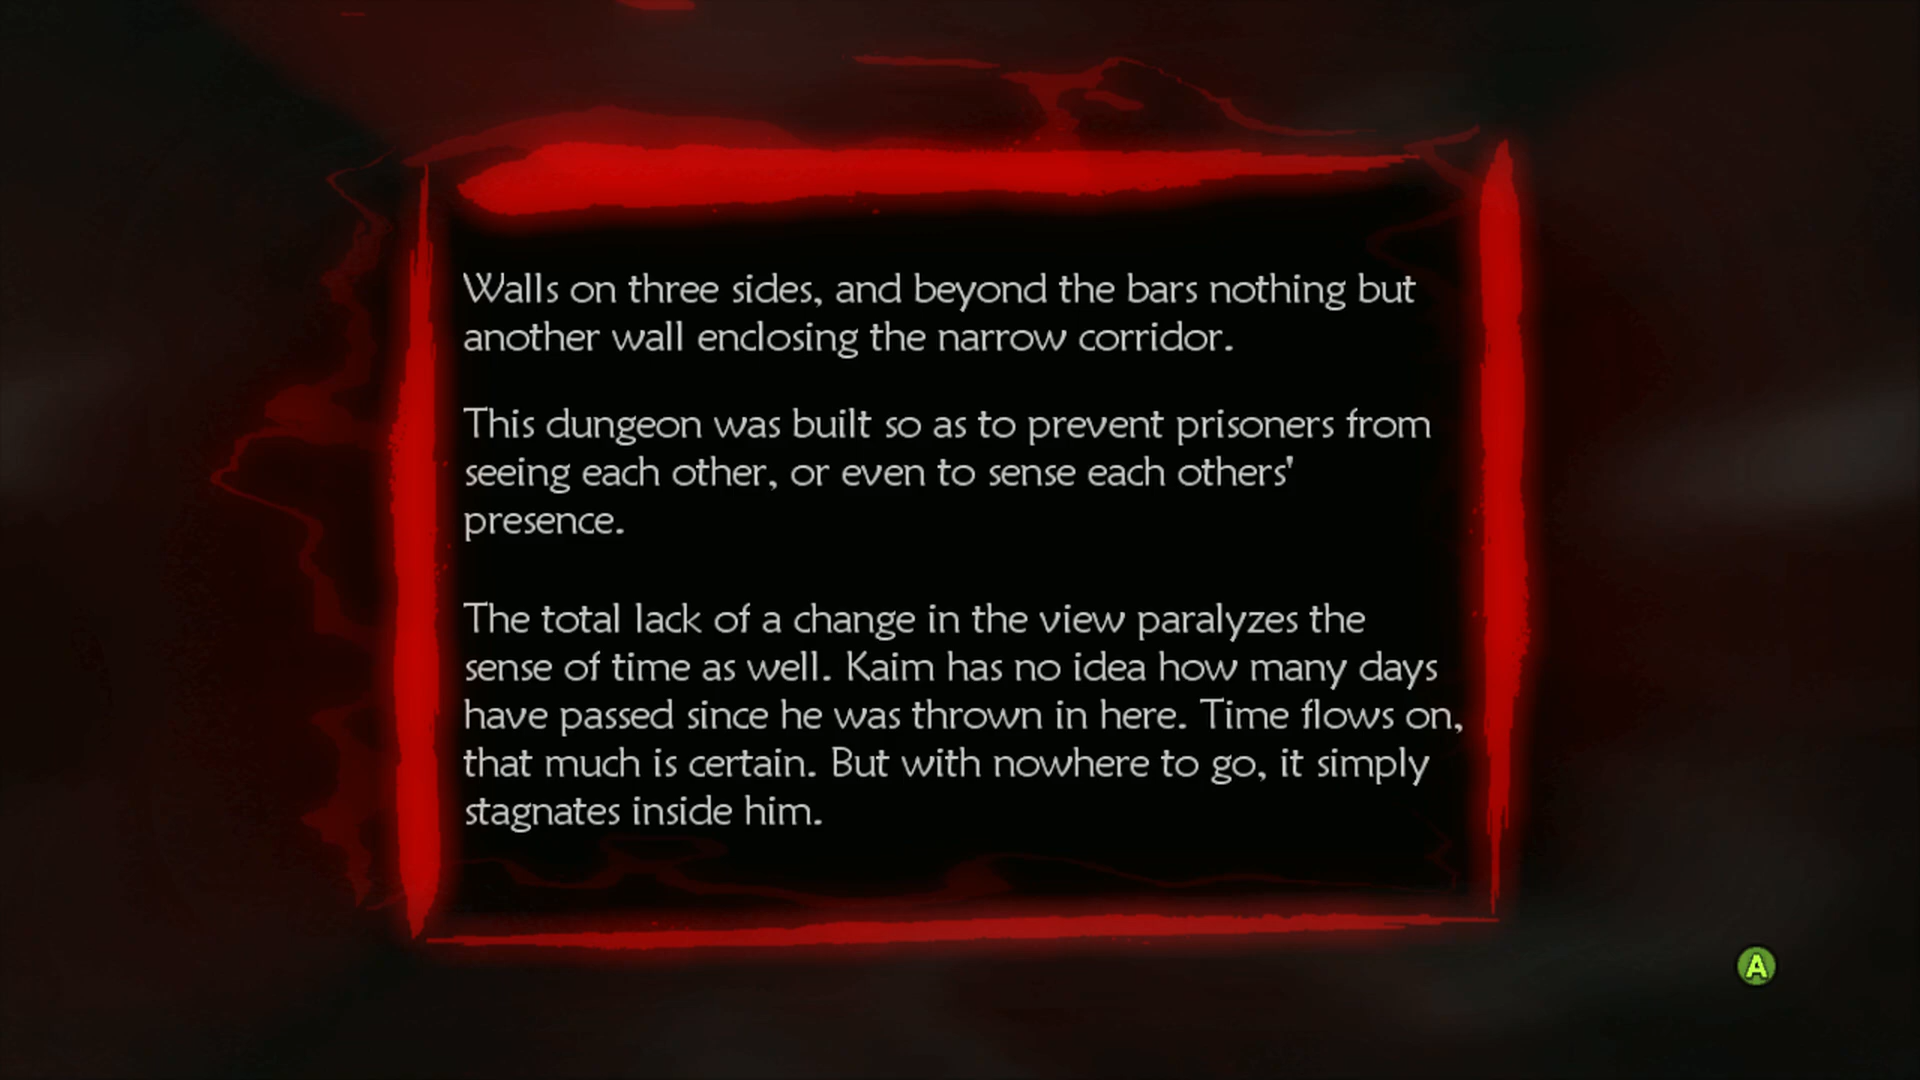 Walls on three sides, and beyond the bars nothing but
another wall enclosing the narrow corridor.
This dungeon was built so as to prevent prisoners from
seeing each other, or even to sense each others'
presence.
The total lack of a change in the view paralyzes the
sense of time as well. Kaim has no idea how many days
have passed since he was thrown in here. Time flows on,
that much is certain. But with nowhere to go, it simply
stagnates inside him.
A